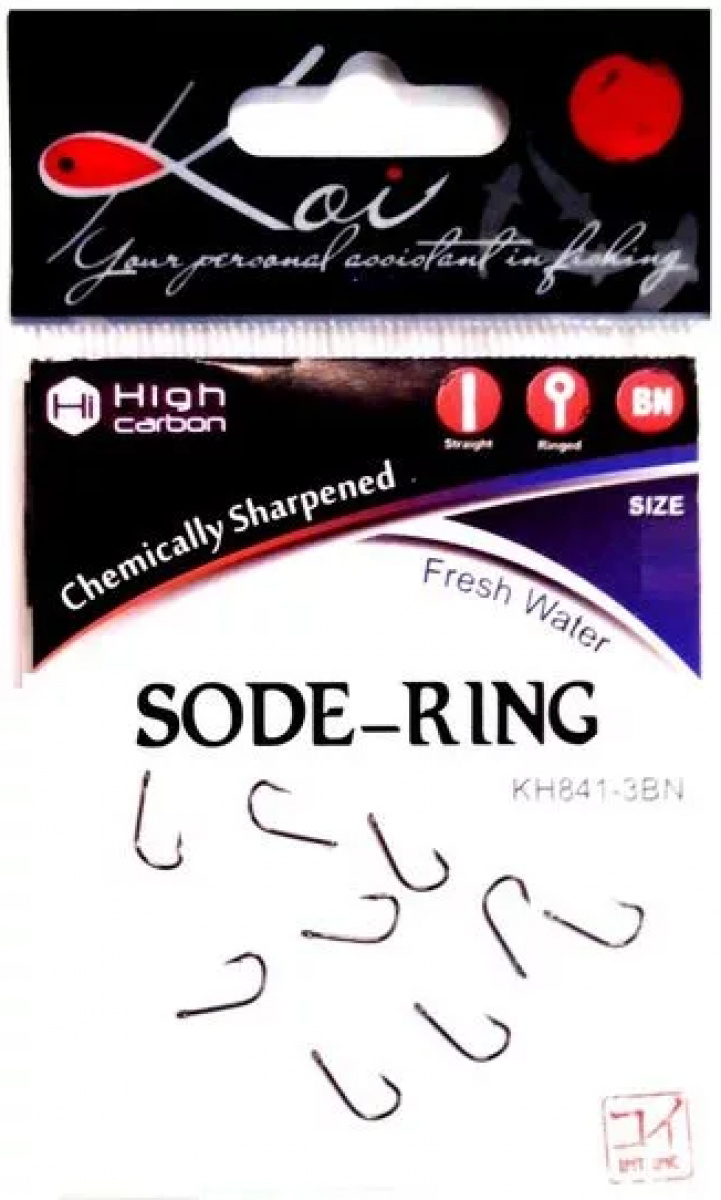 Koi
Your personal assistant in fishing
Hi High
carbon
Straight
Ringed
BN
Chemically Sharpened
SIZE
Fresh Water
SODE-RING
KH841-3BN
コイ